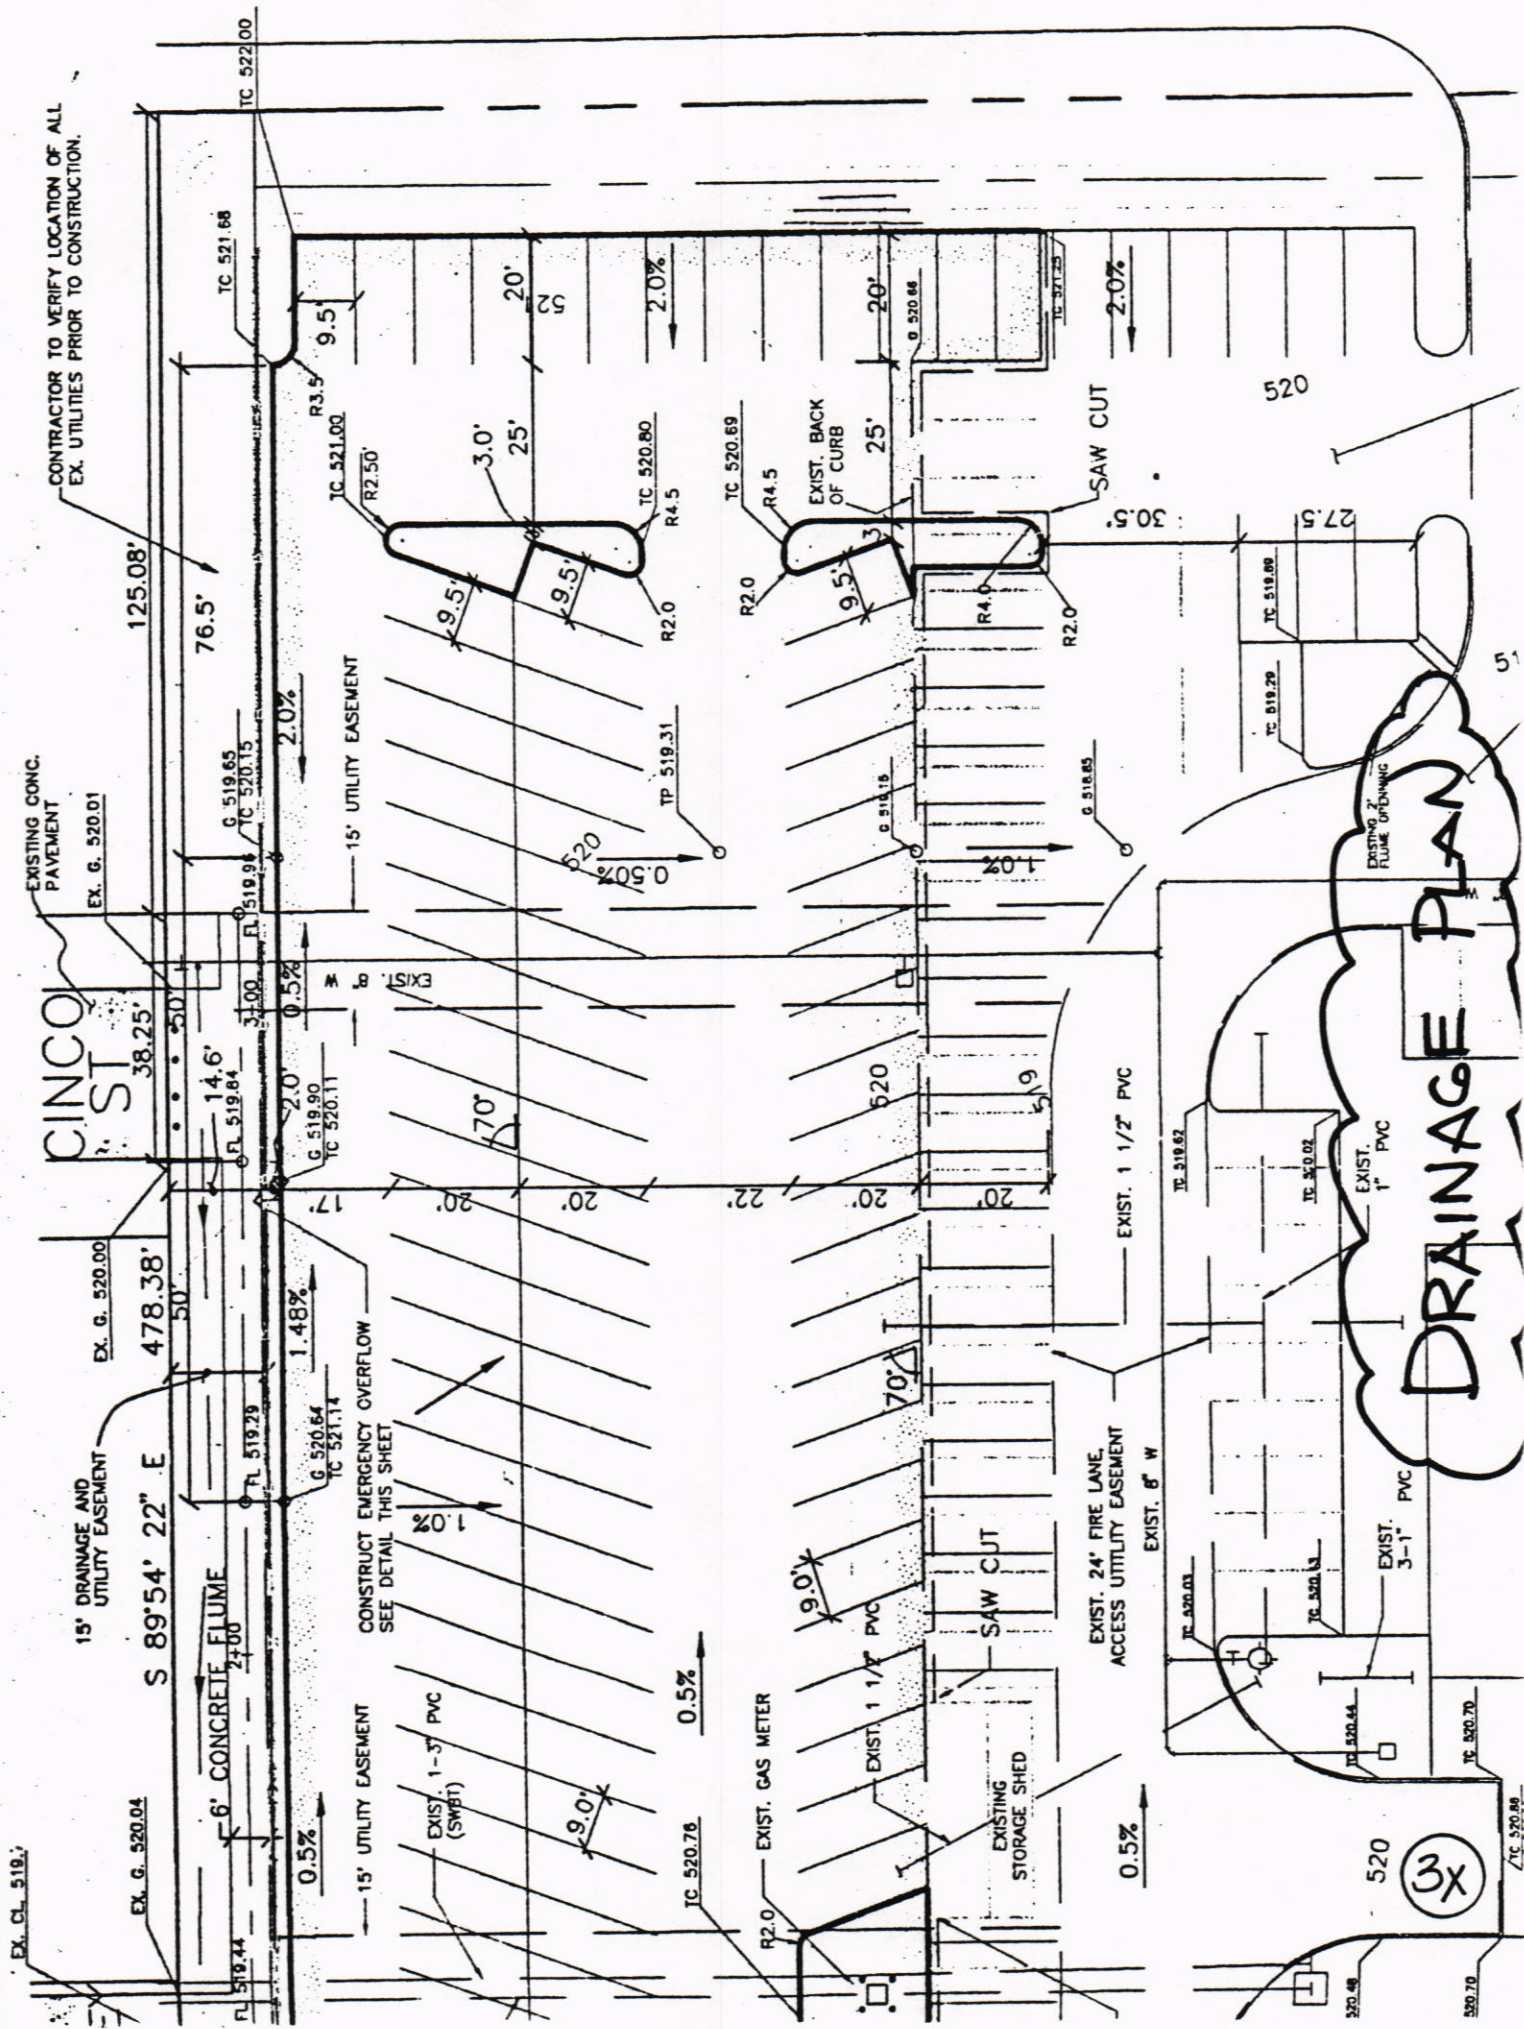 EX. CL 519.
EX. G. 520.04
15' DRAINAGE AND
UTILITY EASEMENT
S 89°54' 22" E 478.38'
6' CONCRETE FLUME
2+00
FL 519.44
FL 519.29
50'
EX. G. 520.00
CINCO
ST
38.25'
50'
14.6'
FL 519.84
2.0'
3+00
FL 519.96
EX. G. 520.01
EXISTING CONC.
PAVEMENT
125.08'
76.5'
CONTRACTOR TO VERIFY LOCATION OF ALL
EX. UTILITIES PRIOR TO CONSTRUCTION.
TC 522.00
TC 521.68
G 519.65
TC 520.15
G 519.90
TC 520.11
G 520.64
TC 521.14
0.5%
1.48%
0.5%
2.0%
R3.5
9.5'
15' UTILITY EASEMENT
EXIST. 1-3" PVC
(SWBT)
CONSTRUCT EMERGENCY OVERFLOW
SEE DETAIL THIS SHEET
1.0%
17'
20'
20'
22'
20'
20'
70°
EXIST. 8" W
15' UTILITY EASEMENT
TC 521.00
R2.50'
3.0'
25'
20'
52
2.0%
9.5'
9.5'
TC 520.80
R4.5
R2.0
9.0'
0.5%
520
0.50%
TP 519.31
TC 520.69
R4.5
R2.0
9.5'
3
EXIST. BACK
OF CURB
25'
20'
G 520.66
TC 521.25
2.0%
TC 520.76
EXIST. GAS METER
R2.0
EXIST. 1 1/2" PVC
9.0'
70°
520
519
G 519.15
1.0%
G 518.85
R4.0
R2.0
SAW CUT
30.5'
27.5'
520
EXISTING
STORAGE SHED
SAW CUT
EXIST. 24' FIRE LANE,
ACCESS UTILITY EASEMENT
EXIST. 1 1/2" PVC
EXIST. 8" W
0.5%
TC 520.03
TC 519.62
TC 519.29
TC 519.69
EXIST.
1" PVC
EXIST.
3-1" PVC
TC 520.44
TC 520.70
EXISTING 2'
FLUME OPENNING
W
51
520
3X
520.48
520.70
TC 520.86
DRAINAGE PLAN